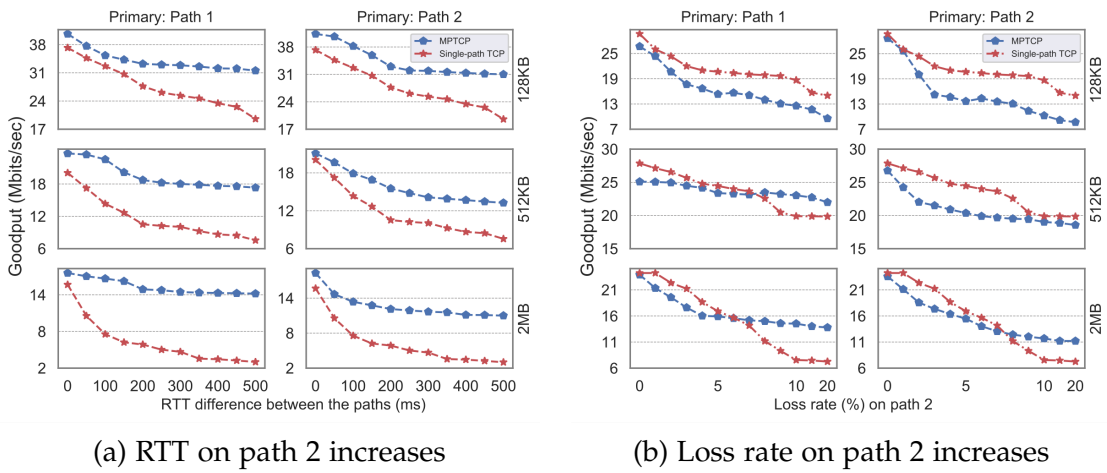 Primary: Path 1
Primary: Path 2
Primary: Path 1
Primary: Path 2
Goodput (Mbits/sec)
38
31
24
17
38
31
24
17
MPTCP
Single-path TCP
128KB
18
12
6
18
12
6
512KB
14
8
2
14
8
2
2MB
0 100 200 300 400 500
0 100 200 300 400 500
RTT difference between the paths (ms)
(a) RTT on path 2 increases
Goodput (Mbits/sec)
25
19
13
7
25
19
13
7
MPTCP
Single-path TCP
128KB
30
25
20
15
30
25
20
15
512KB
21
16
11
6
21
16
11
6
2MB
0 5 10 20
0 5 10 20
Loss rate (%) on path 2
(b) Loss rate on path 2 increases